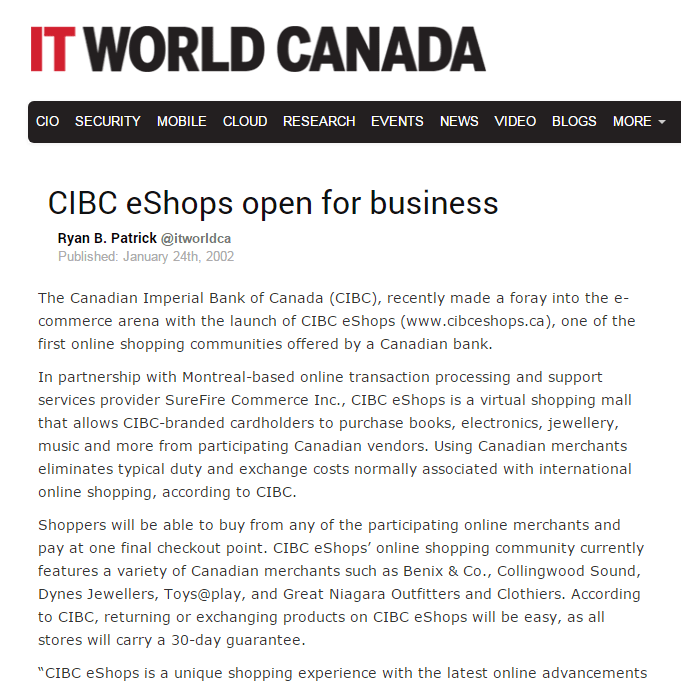 IT WORLD CANADA
CIO SECURITY MOBILE CLOUD RESEARCH EVENTS NEWS VIDEO BLOGS MORE
CIBC eShops open for business
Ryan B. Patrick @itworldca
Published: January 24th, 2002
The Canadian Imperial Bank of Canada (CIBC), recently made a foray into the e-
commerce arena with the launch of CIBC eShops (www.cibceshops.ca), one of the
first online shopping communities offered by a Canadian bank.
In partnership with Montreal-based online transaction processing and support
services provider SureFire Commerce Inc., CIBC eShops is a virtual shopping mall
that allows CIBC-branded cardholders to purchase books, electronics, jewellery,
music and more from participating Canadian vendors. Using Canadian merchants
eliminates typical duty and exchange costs normally associated with international
online shopping, according to CIBC.
Shoppers will be able to buy from any of the participating online merchants and
pay at one final checkout point. CIBC eShops’ online shopping community currently
features a variety of Canadian merchants such as Benix & Co., Collingwood Sound,
Dynes Jewellers, Toys@play, and Great Niagara Outfitters and Clothiers. According
to CIBC, returning or exchanging products on CIBC eShops will be easy, as all
stores will carry a 30-day guarantee.
“CIBC eShops is a unique shopping experience with the latest online advancements